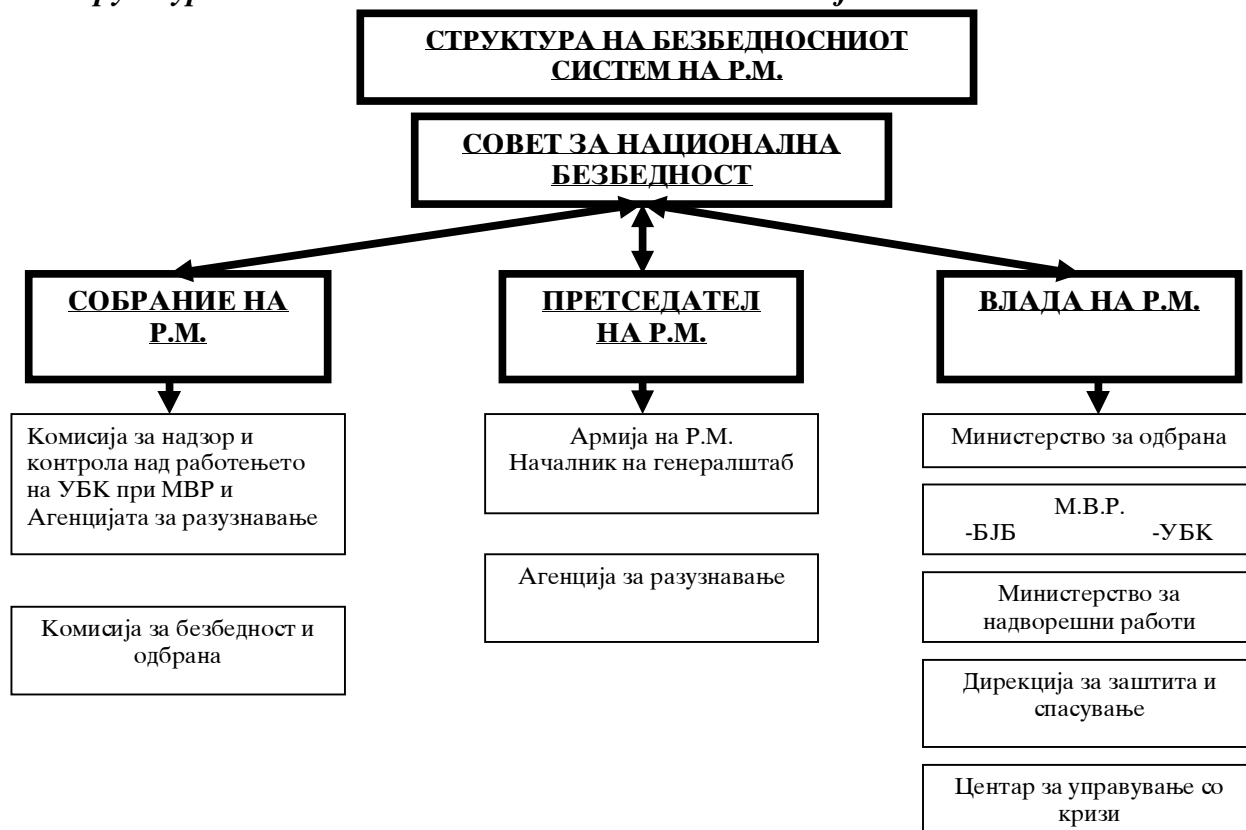 СТРУКТУРА НА БЕЗБЕДНОСНИОТ
СИСТЕМ НА Р.М.
СОВЕТ ЗА НАЦИОНАЛНА
БЕЗБЕДНОСТ
СОБРАНИЕ НА
Р.М.
ПРЕТСЕДАТЕЛ
НА Р.М.
ВЛАДА НА Р.М.
Комисија за надзор и
контрола над работењето
на УБК при МВР и
Агенцијата за разузнавање
Комисија за безбедност и
одбрана
Армија на Р.М.
Началник на генералштаб
Агенција за разузнавање
Министерство за одбрана
М.В.Р.
-БЈБ -УБК
Министерство за
надворешни работи
Дирекција за заштита и
спасување
Центар за управување со
кризи